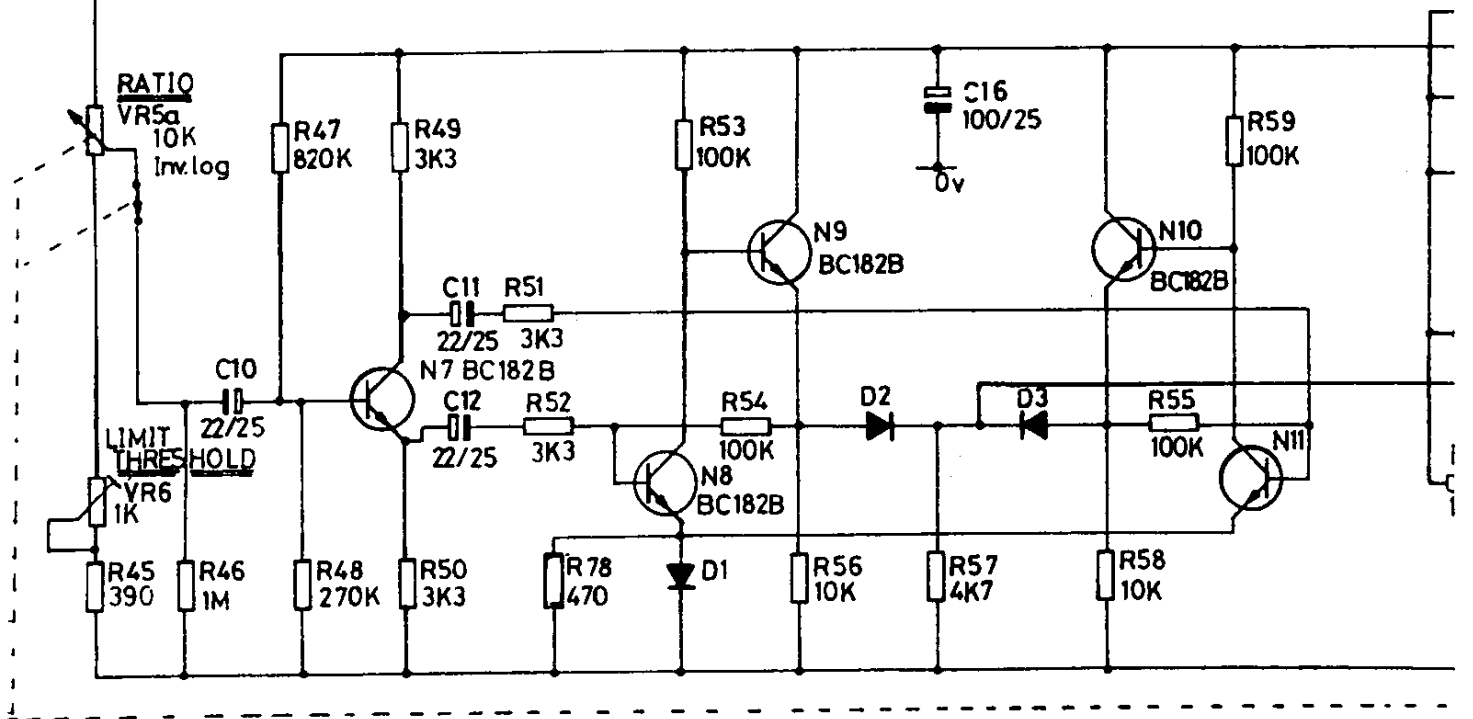 RATIO
VR5a
10K
Inv.log
R47
820K
R49
3K3
R53
100K
C16
100/25
0v
R59
100K
N9
BC182B
N10
BC182B
C11
22/25
R51
3K3
N7 BC182B
C10
22/25
C12
22/25
R52
3K3
R54
100K
D2
D3
R55
100K
N11
LIMIT
THRESHOLD
VR6
1K
N8
BC182B
R45
390
R46
1M
R48
270K
R50
3K3
R78
470
D1
R56
10K
R57
4K7
R58
10K